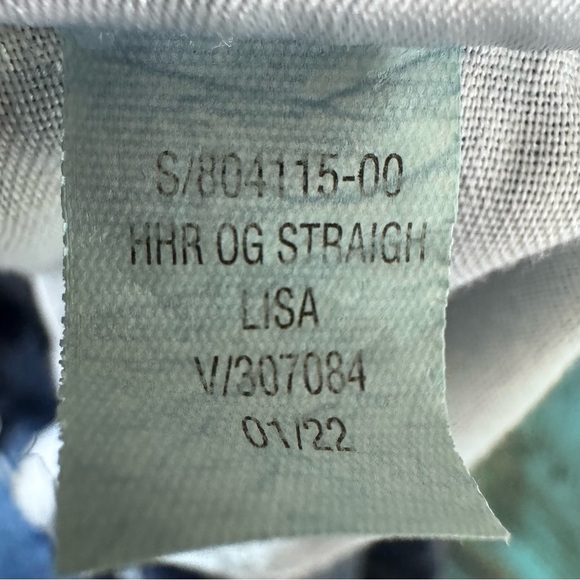 S/804115-00
HHR OG STRAIGH
LISA
V/307084
01/22